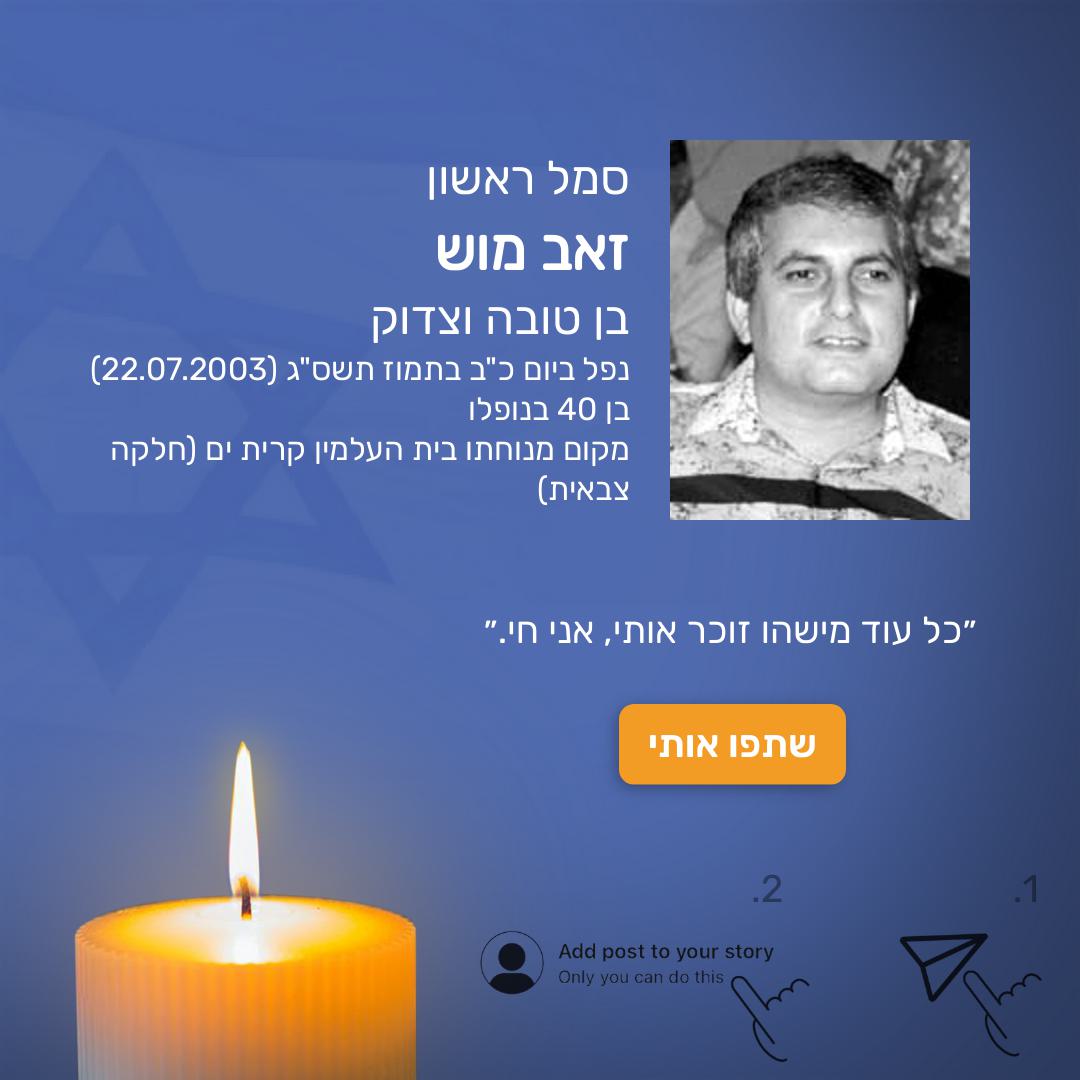 סמל ראשון
זאב מוש
בן טובה וצדוק
נפל ביום כ"ב בתמוז תשס"ג (22.07.2003)
בן 40 בנופלו
מקום מנוחתו בית העלמין קרית ים (חלקה
צבאית)
״כל עוד מישהו זוכר אותי, אני חי.״
שתפו אותי
.1
.2
Add post to your story
Only you can do this